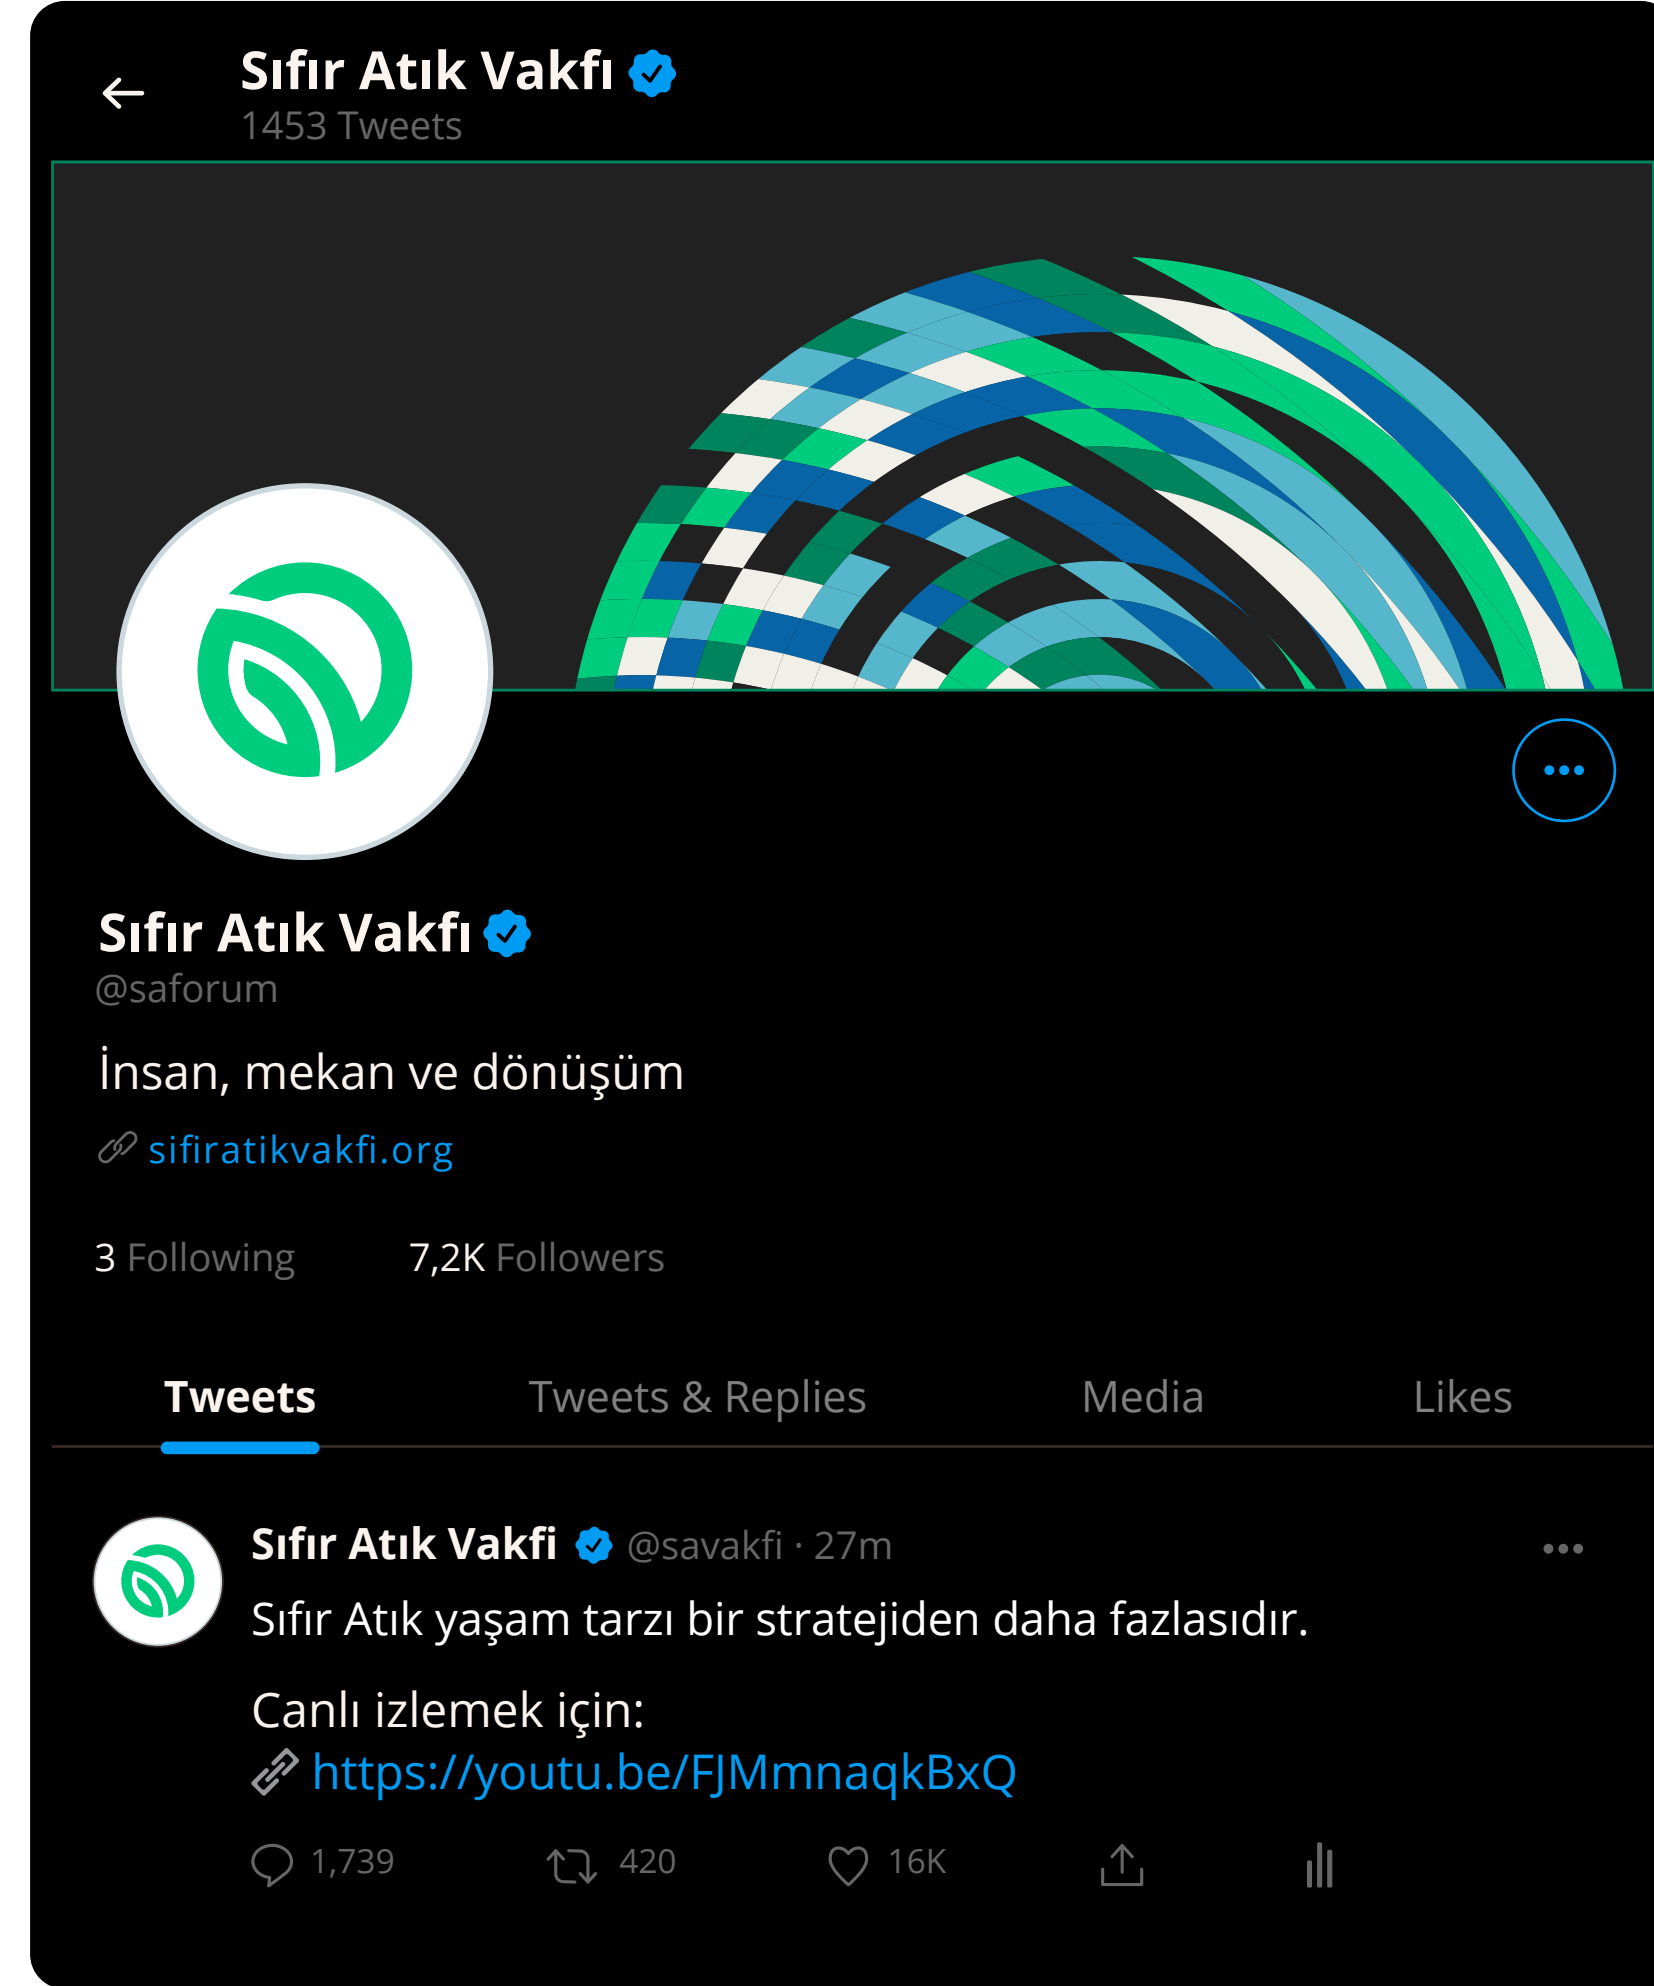 Sıfır Atık Vakfı
1453 Tweets
Sıfır Atık Vakfı
@saforum
İnsan, mekan ve dönüşüm
sifiratikvakfi.org
3 Following 7,2K Followers
Tweets Tweets & Replies Media Likes
Sıfır Atık Vakfi @savakfi · 27m
Sıfır Atık yaşam tarzı bir stratejiden daha fazlasıdır.
Canlı izlemek için:
https://youtu.be/FJMmnaqkBxQ
1,739 420 16K